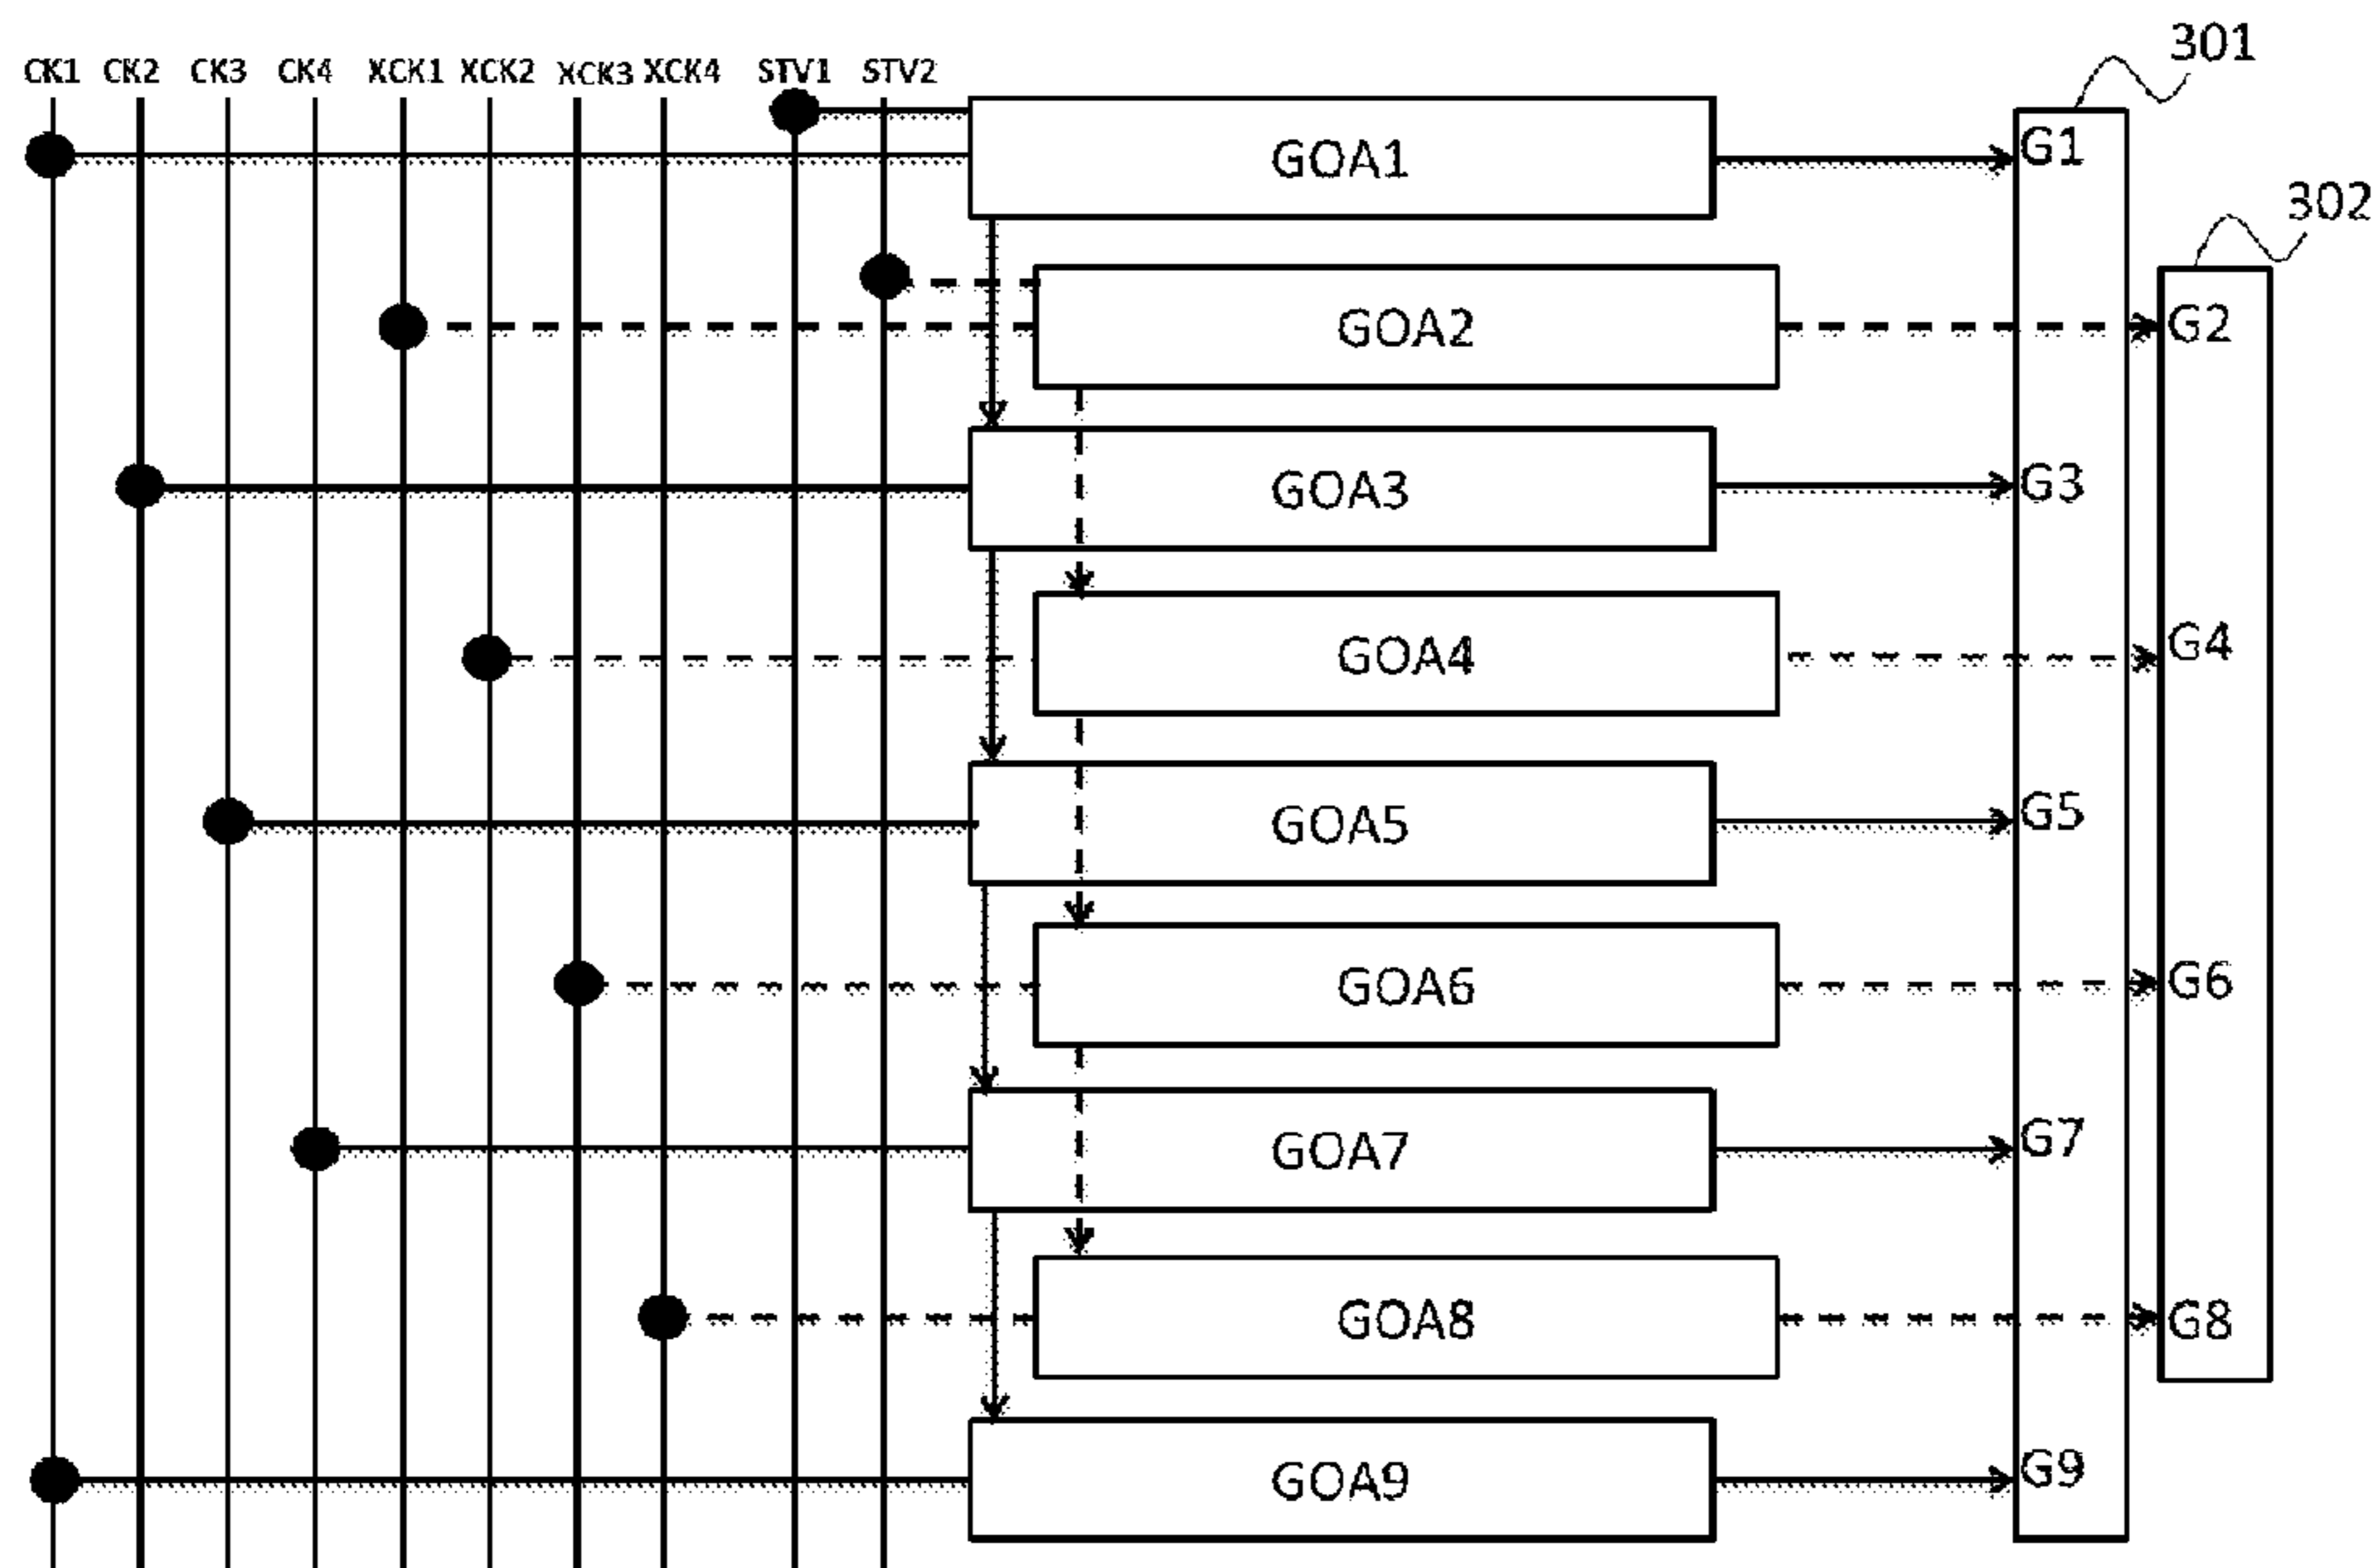 301
CK1 CK2 CK3 CK4 XCK1 XCK2 XCK3 XCK4 STV1 STV2
GOA1 G1
302
GOA2 G2
GOA3 G3
GOA4 G4
GOA5 G5
GOA6 G6
GOA7 G7
GOA8 G8
GOA9 G9